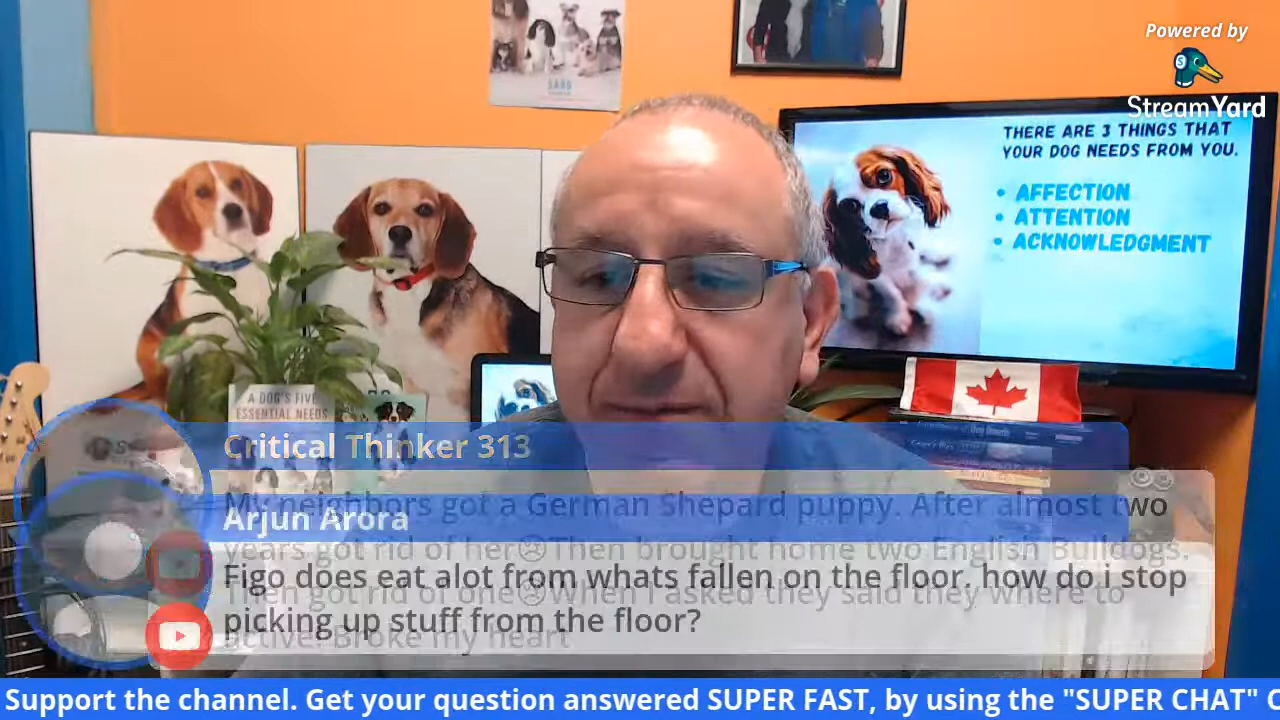 Powered by
StreamYard
SABS
THERE ARE 3 THINGS THAT
YOUR DOG NEEDS FROM YOU.
• AFFECTION
• ATTENTION
• ACKNOWLEDGMENT
A DOG'S FIVE
ESSENTIAL NEEDS
Critical Thinker 313
My neighbors got a German Shepard puppy. After almost two
years got rid of her☹Then brought home two English Bulldogs.
Then got rid of one☹When I asked they said they where to
active. Broke my heart
Arjun Arora
Figo does eat alot from whats fallen on the floor. how do i stop
picking up stuff from the floor?
Support the channel. Get your question answered SUPER FAST, by using the "SUPER CHAT"